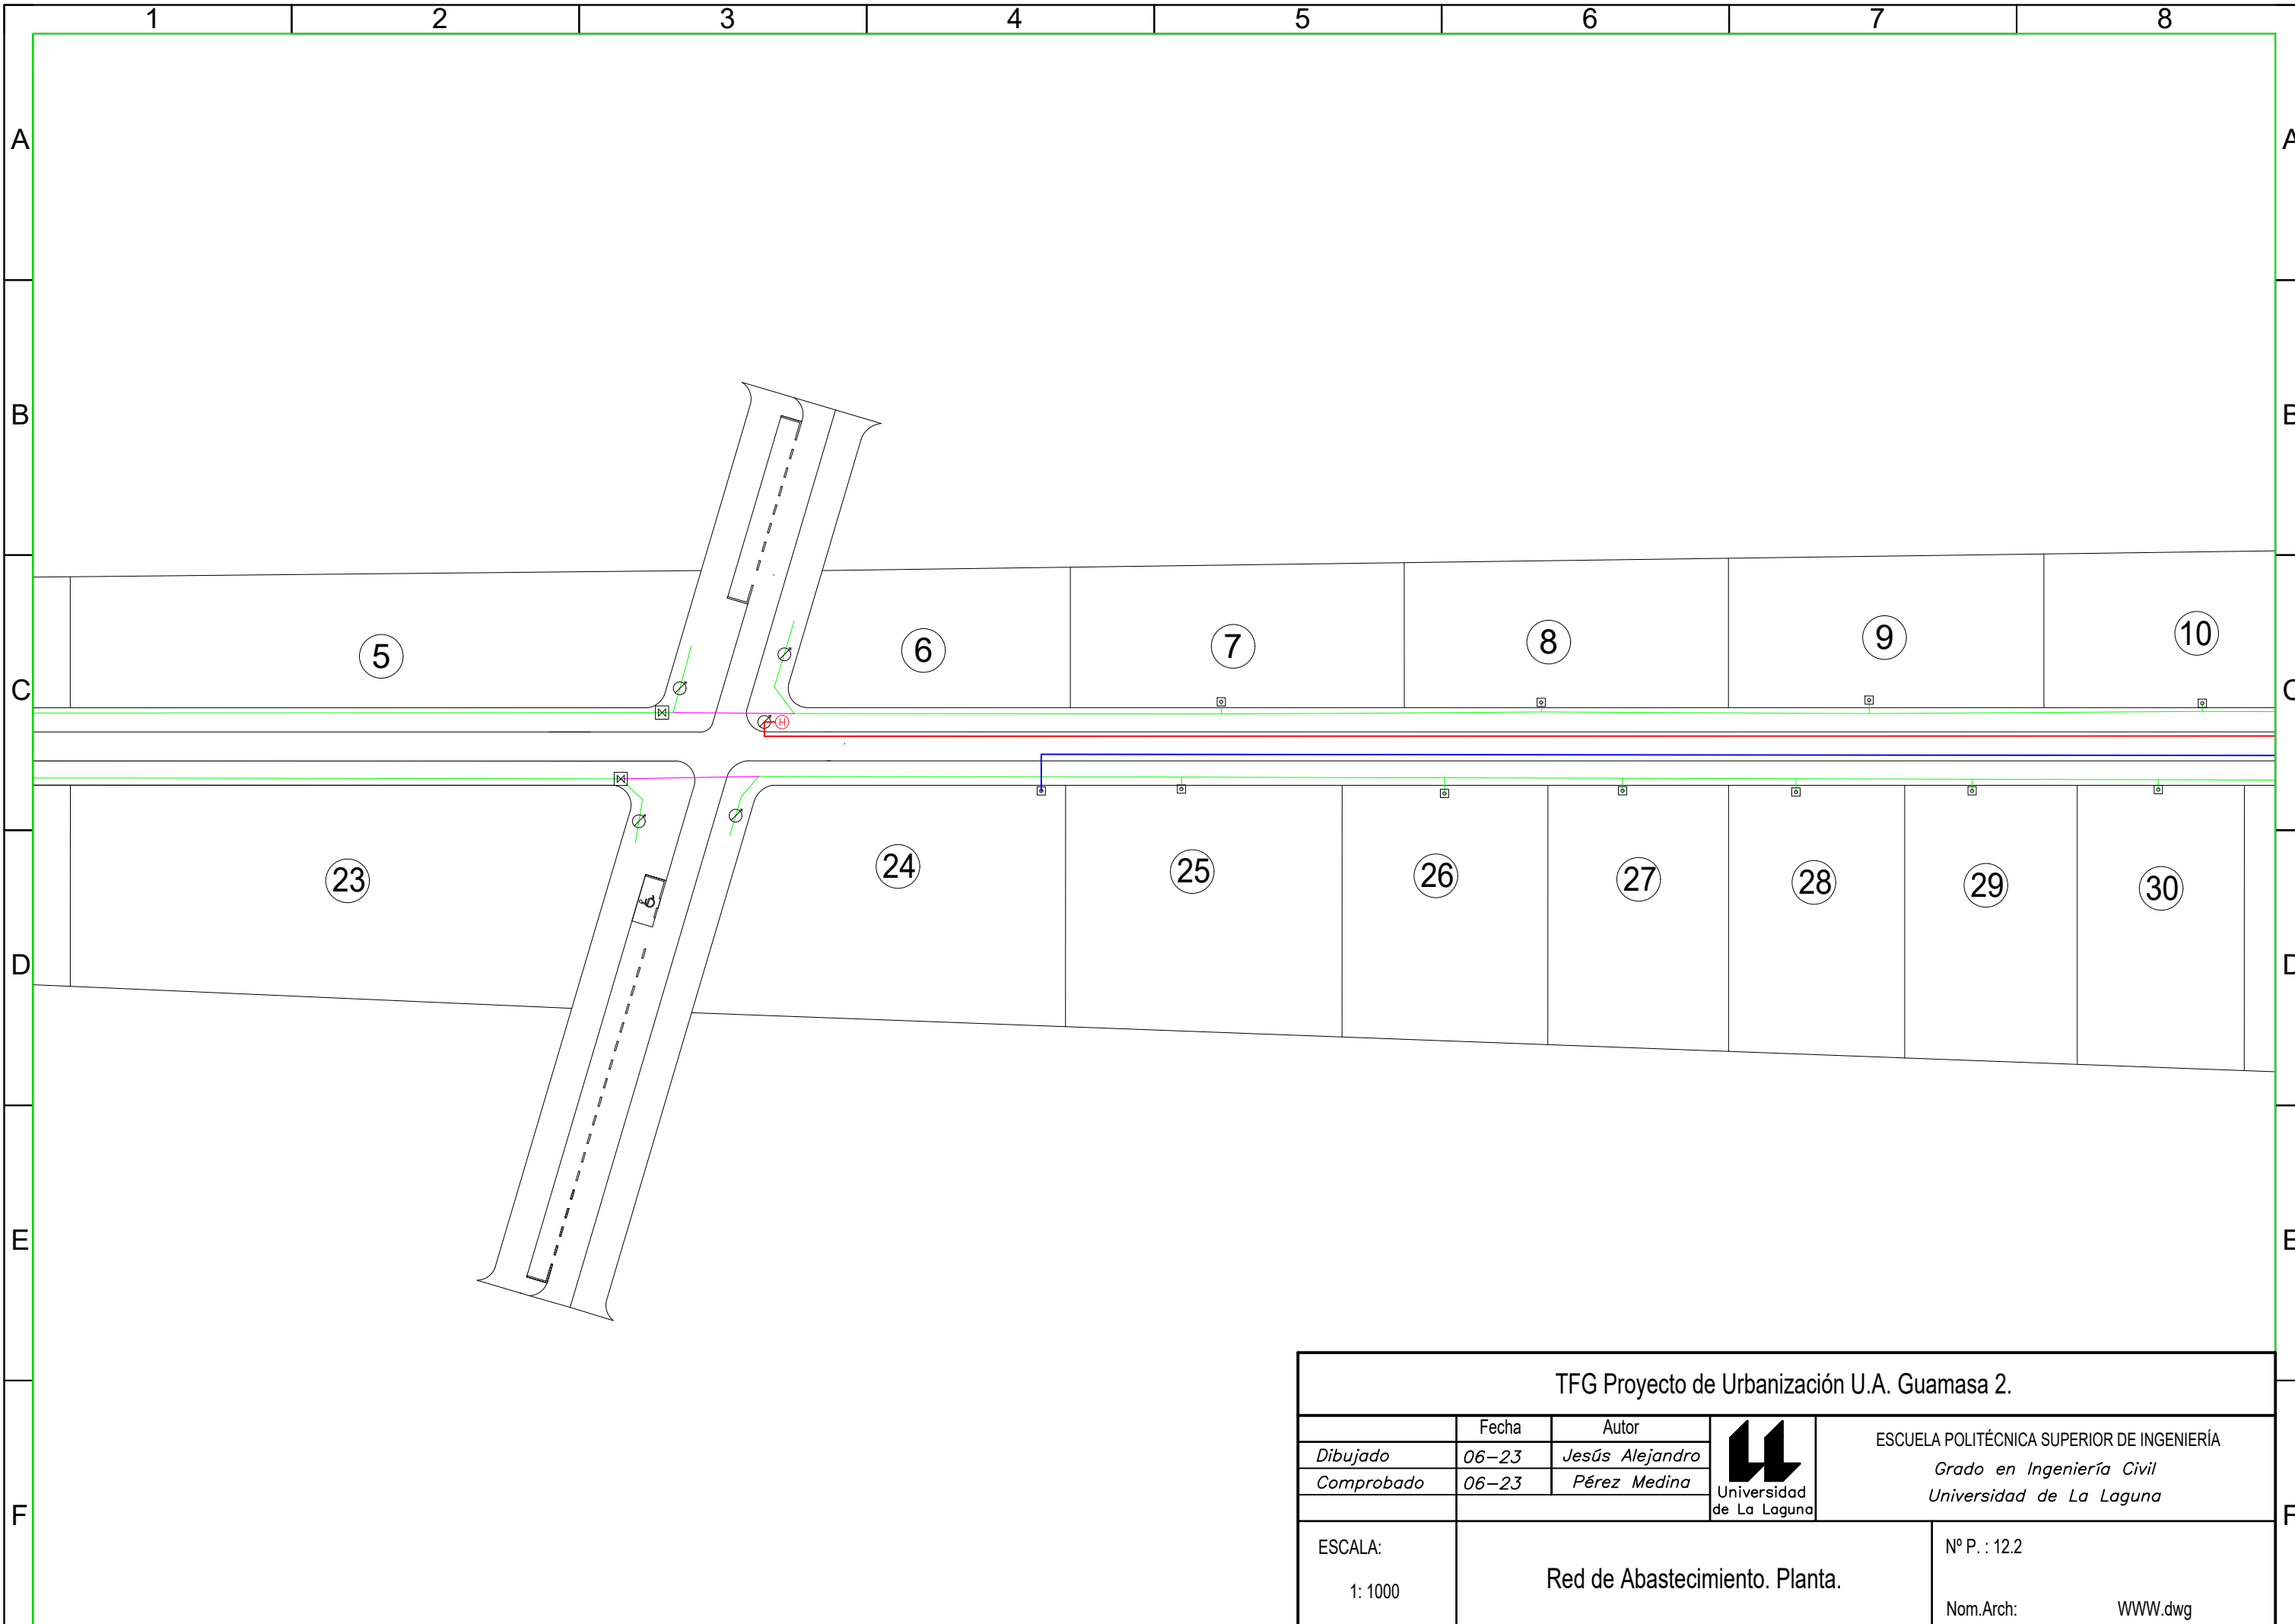 1 2 3 4 5 6 7 8
A A
B B
5 6 7 8 9 10
C C
H
23 24 25 26 27 28 29 30
D D
E E
F F
TFG Proyecto de Urbanización U.A. Guamasa 2.
Fecha Autor
Dibujado 06-23 Jesús Alejandro
Comprobado 06-23 Pérez Medina
Universidad
de La Laguna
ESCUELA POLITÉCNICA SUPERIOR DE INGENIERÍA
Grado en Ingeniería Civil
Universidad de La Laguna
ESCALA:
1: 1000
Red de Abastecimiento. Planta.
Nº P. : 12.2
Nom.Arch: WWW.dwg